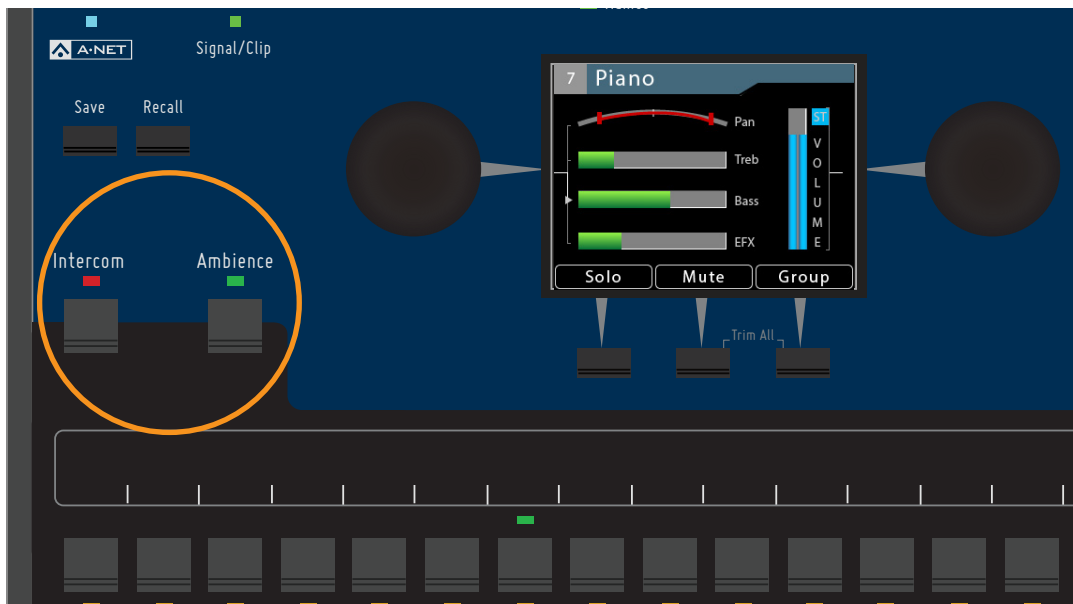 A·NET
Signal/Clip
Save
Recall
Intercom
Ambience
7 Piano
Pan
Treb
Bass
EFX
ST
VOLUME
Solo
Mute
Group
Trim All